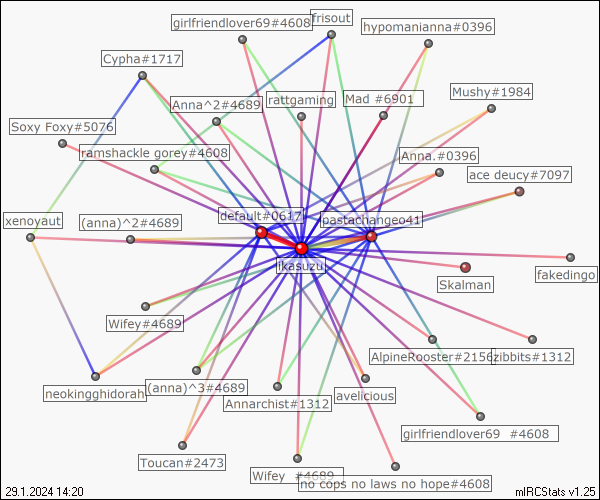 girlfriendlover69#4608
frisout
hypomanianna#0396
Cypha#1717
Mushy#1984
Anna^2#4689
rattgaming
Mad #6901
Soxy Foxy#5076
ramshackle gorey#4608
Anna.#0396
ace deucy#7097
xenoyaut
(anna)^2#4689
default#0617
pastachangeo41
ikasuzu
Skalman
fakedingo
Wifey#4689
AlpineRooster#2156
zibbits#1312
neokingghidorah
(anna)^3#4689
Annarchist#1312
avelicious
girlfriendlover69 #4608
Toucan#2473
Wifey #4689
no cops no laws no hope#4608
29.1.2024 14:20
mIRCStats v1.25